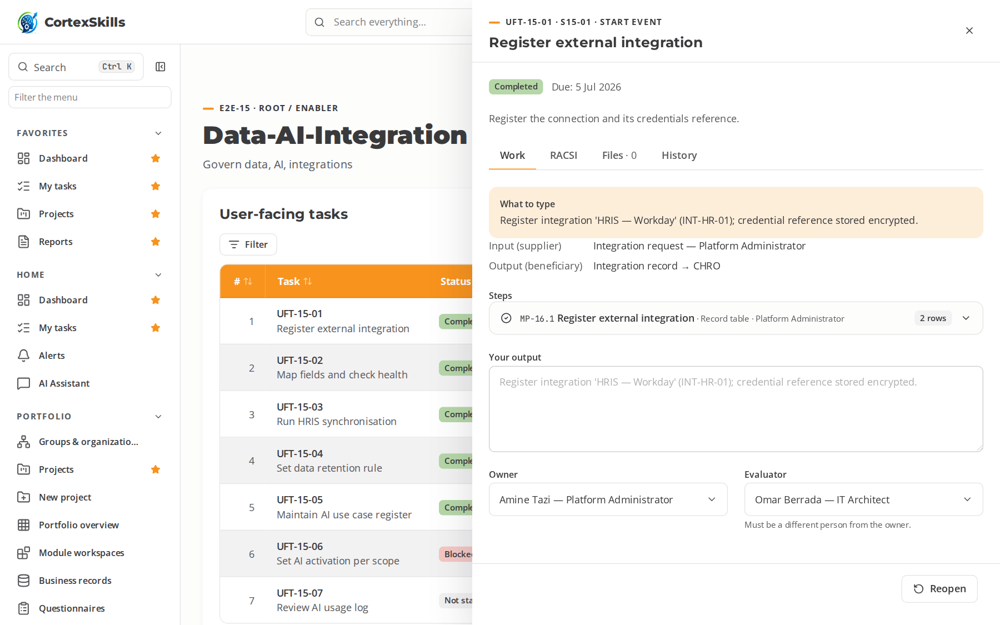 CortexSkills
Search everything...
Search
Ctrl K
Filter the menu
FAVORITES
Dashboard
My tasks
Projects
Reports
HOME
Dashboard
My tasks
Alerts
AI Assistant
PORTFOLIO
Groups & organizatio...
Projects
New project
Portfolio overview
Module workspaces
Business records
Questionnaires
E2E-15 · ROOT / ENABLER
Data-AI-Integration
Govern data, AI, integrations
User-facing tasks
Filter
# Task Status
1 UFT-15-01 Comple
Register external integration
2 UFT-15-02 Comple
Map fields and check health
3 UFT-15-03 Comple
Run HRIS synchronisation
4 UFT-15-04 Comple
Set data retention rule
5 UFT-15-05 Comple
Maintain AI use case register
6 UFT-15-06 Blocke
Set AI activation per scope
7 UFT-15-07 Not sta
Review AI usage log
UFT-15-01 · S15-01 · START EVENT
Register external integration
Completed Due: 5 Jul 2026
Register the connection and its credentials reference.
Work RACSI Files · 0 History
What to type
Register integration 'HRIS — Workday' (INT-HR-01); credential reference stored encrypted.
Input (supplier) Integration request — Platform Administrator
Output (beneficiary) Integration record → CHRO
Steps
MP-16.1 Register external integration · Record table · Platform Administrator 2 rows
Your output
Register integration 'HRIS — Workday' (INT-HR-01); credential reference stored encrypted.
Owner
Amine Tazi — Platform Administrator
Evaluator
Omar Berrada — IT Architect
Must be a different person from the owner.
Reopen